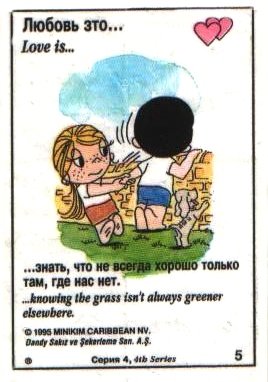 Любовь это...
Love is...
...знать, что не всегда хорошо только
там, где нас нет.
...knowing the grass isn't always greener
elsewhere.
© 1995 MINIKIM CARIBBEAN NV.
Dandy Sakız ve Şekerleme San. A.Ş.
® Серия 4, 4th Series 5